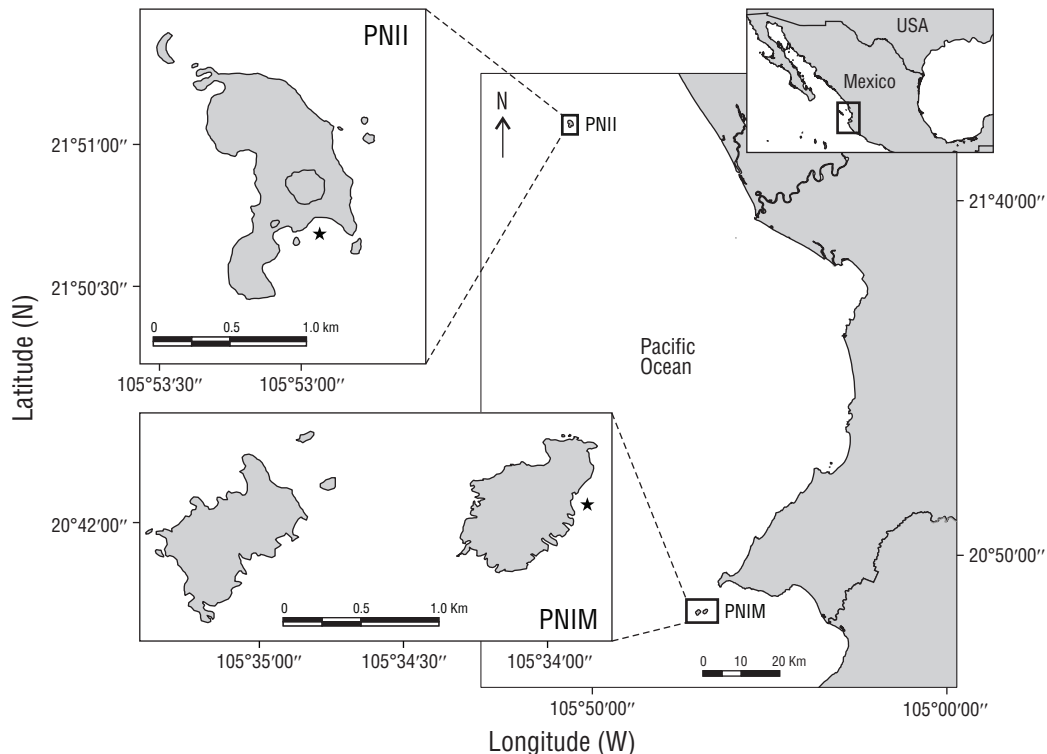 PNII
USA
Mexico
N
PNII
21°51′00′′
21°40′00′′
21°50′30′′
0 0.5 1.0 km
105°53′30′′ 105°53′00′′
Pacific
Ocean
Latitude (N)
20°42′00′′
20°50′00′′
0 0.5 1.0 Km
PNIM
PNIM
105°35′00′′ 105°34′30′′ 105°34′00′′
0 10 20 Km
105°50′00′′ 105°00′00′′
Longitude (W)